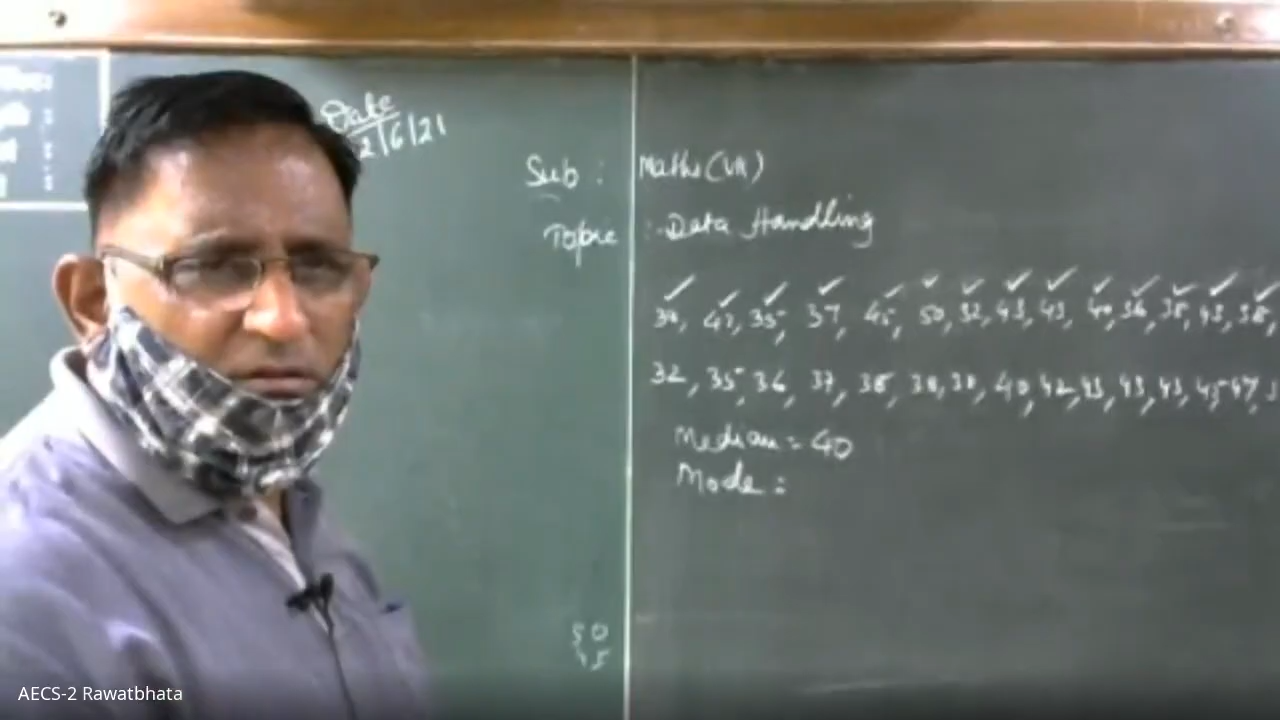 Date
2/6/21
Sub : Maths (VII)
Topic :- Data Handling
42, 35, 37, 45, 50, 32, 43, 43, 40, 36, 38, 43, 38,
32, 35, 36, 37, 38, 38, 38, 40, 42, 43, 43, 43, 45, 47,
Median = 40
Mode =
50
45
AECS-2 Rawatbhata